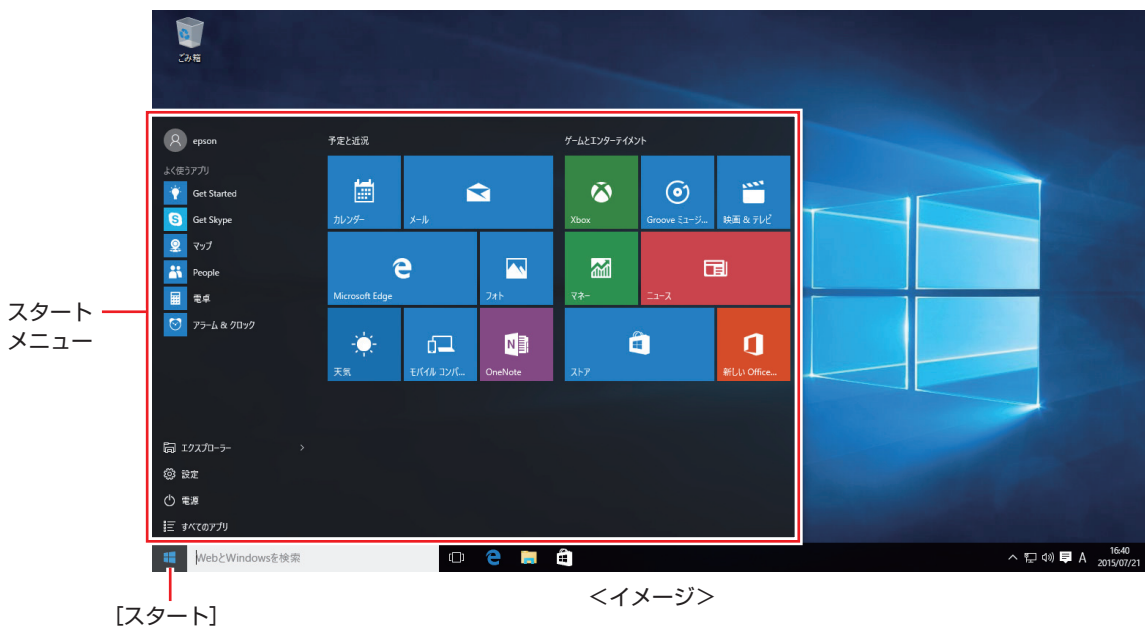 ごみ箱
epson
よく使うアプリ
Get Started
Get Skype
マップ
People
電卓
アラーム & クロック
エクスプローラー
設定
電源
すべてのアプリ
予定と近況
カレンダー
メール
Microsoft Edge
フォト
天気
モバイル コンパ...
OneNote
ゲームとエンターテイメント
Xbox
Groove ミュージ...
映画 & テレビ
マネー
ニュース
ストア
新しい Office...
スタート
メニュー
WebとWindowsを検索
A
16:40
2015/07/21
[スタート]
＜イメージ＞